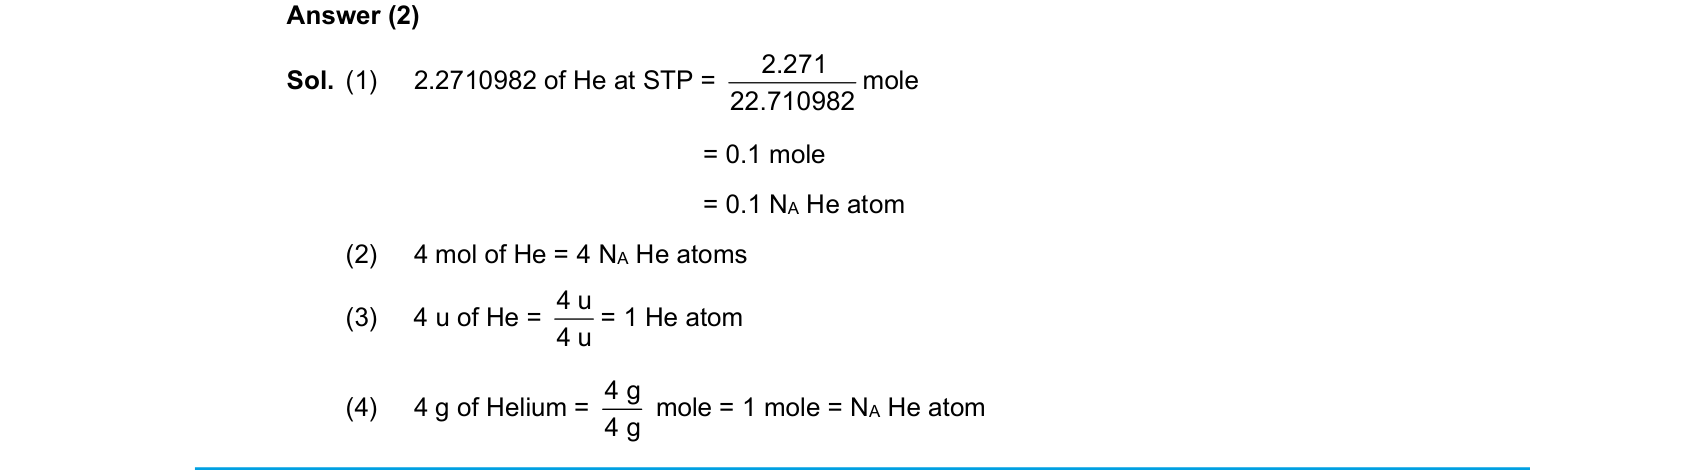 Answer (2)
Sol. (1) 2.2710982 of He at STP = 2.271/22.710982 mole
= 0.1 mole
= 0.1 NA He atom
(2) 4 mol of He = 4 NA He atoms
(3) 4 u of He = 4 u/4 u = 1 He atom
(4) 4 g of Helium = 4 g/4 g mole = 1 mole = NA He atom